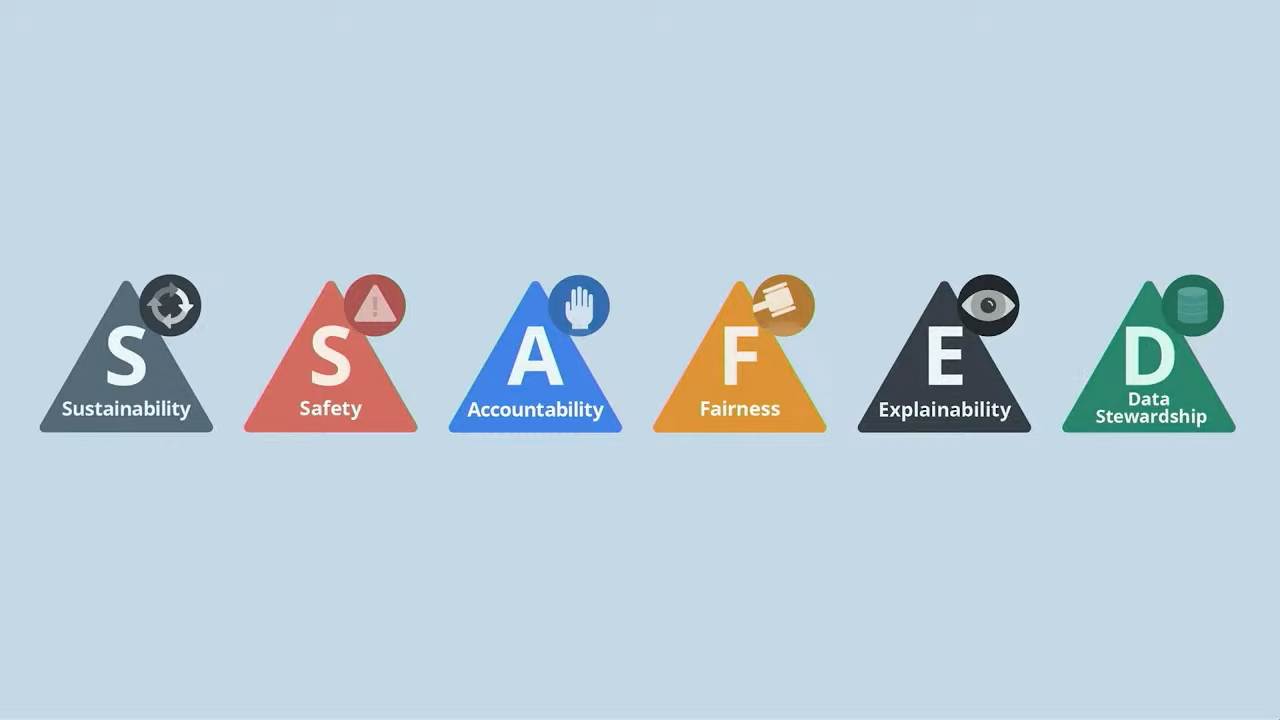 S
Sustainability
S
Safety
A
Accountability
F
Fairness
E
Explainability
D
Data
Stewardship